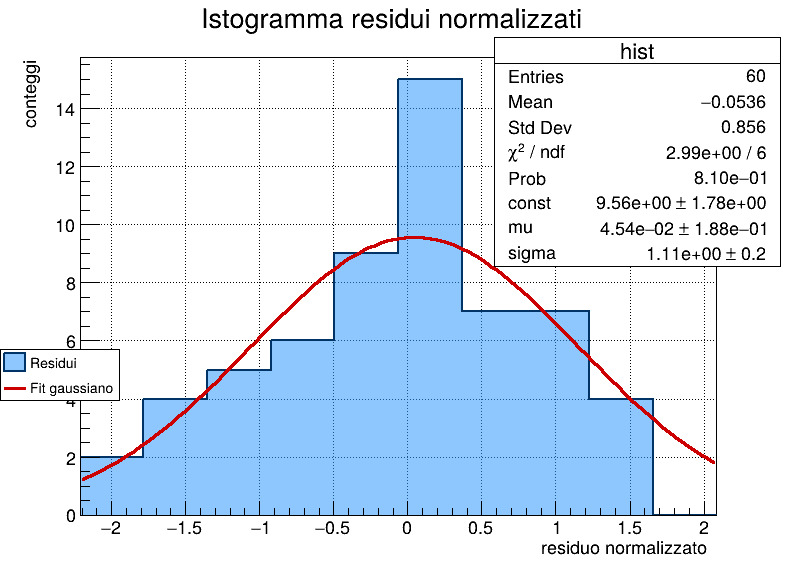 Istogramma residui normalizzati
conteggi
hist
Entries 60
Mean −0.0536
Std Dev 0.856
χ² / ndf 2.99e+00 / 6
Prob 8.10e−01
const 9.56e+00 ± 1.78e+00
mu 4.54e−02 ± 1.88e−01
sigma 1.11e+00 ± 0.2
14
12
10
8
6
Residui
Fit gaussiano
4
2
0
−2 −1.5 −1 −0.5 0 0.5 1 1.5 2
residuo normalizzato